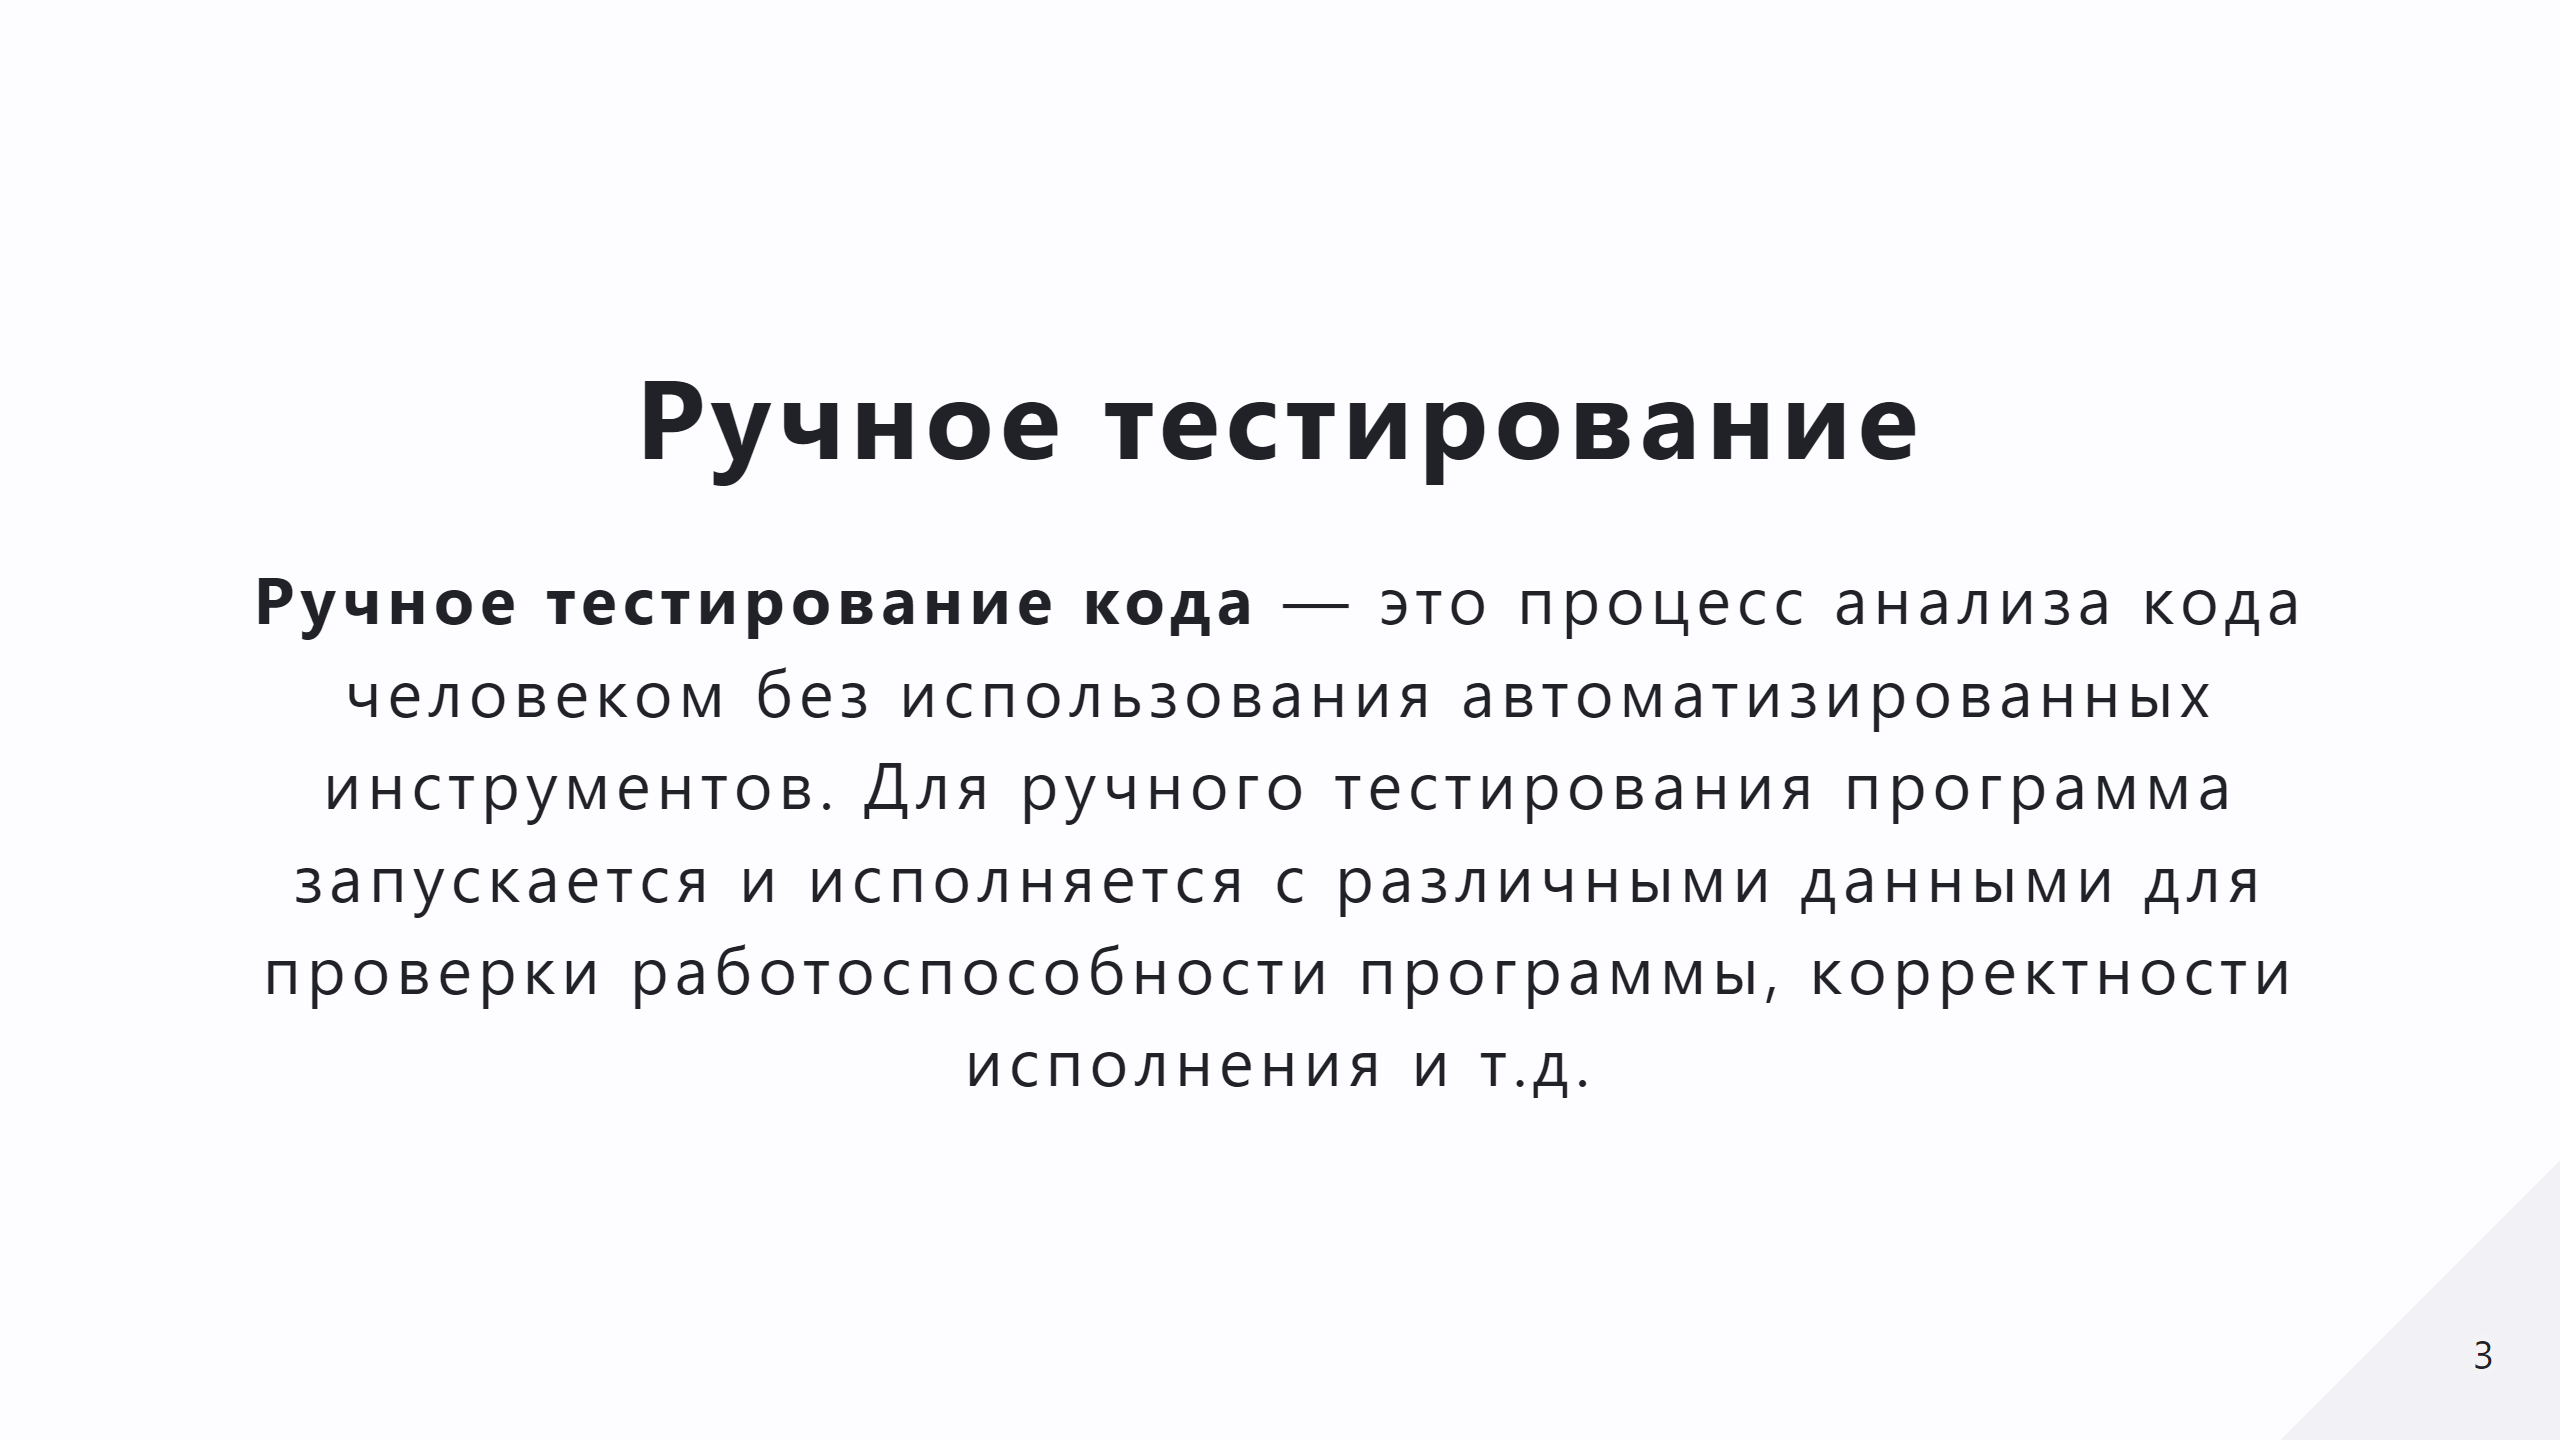 Ручное тестирование
Ручное тестирование кода — это процесс анализа кода
человеком без использования автоматизированных
инструментов. Для ручного тестирования программа
запускается и исполняется с различными данными для
проверки работоспособности программы, корректности
исполнения и т.д.
3